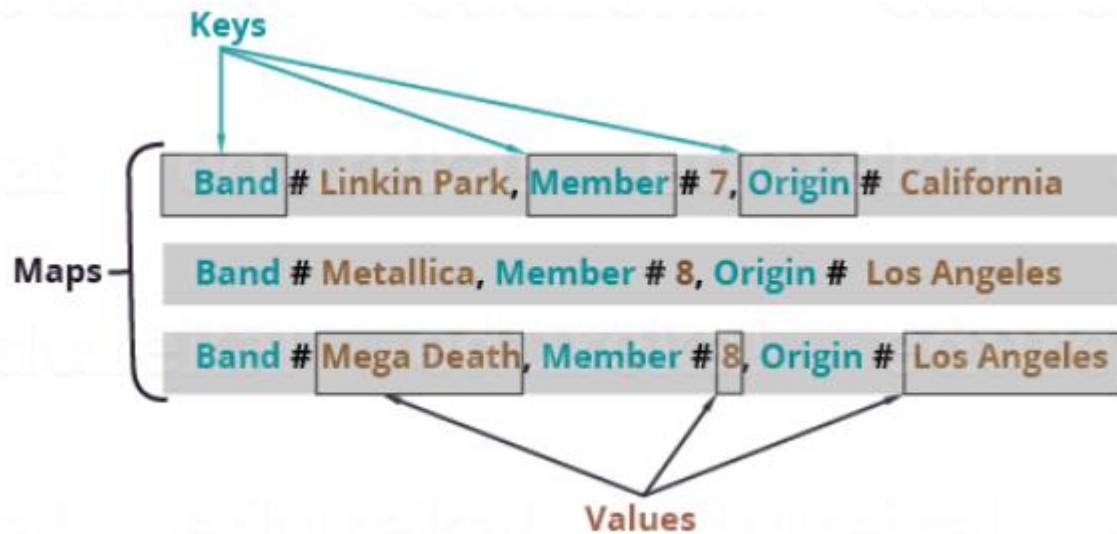 Keys
Band # Linkin Park, Member # 7, Origin # California
Maps
Band # Metallica, Member # 8, Origin # Los Angeles
Band # Mega Death, Member # 8, Origin # Los Angeles
Values